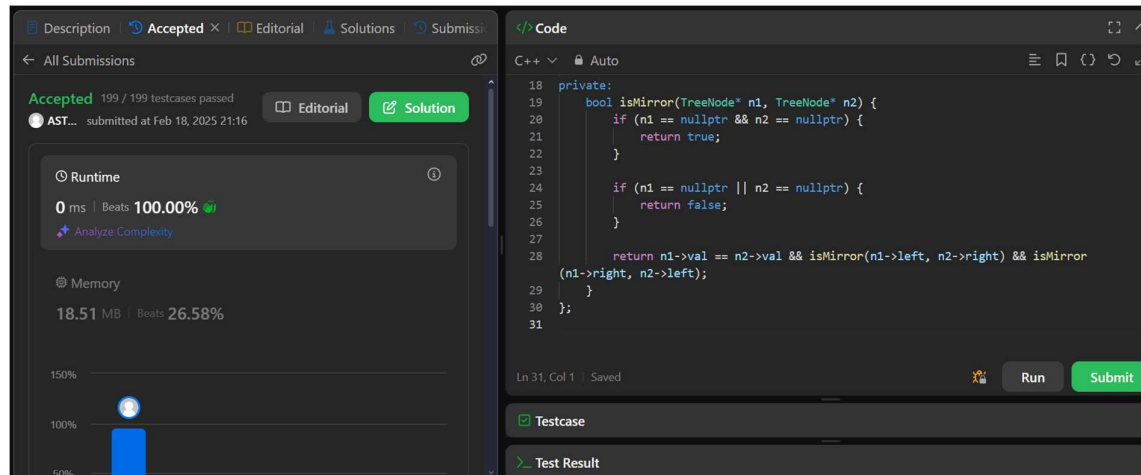 Description | Accepted × | Editorial | Solutions | Submissi
← All Submissions
Accepted 199 / 199 testcases passed
AST... submitted at Feb 18, 2025 21:16
Editorial
Solution
Runtime
0 ms | Beats 100.00%
Analyze Complexity
Memory
18.51 MB | Beats 26.58%
150%
100%
50%
</> Code
C++ Auto
18 private:
19     bool isMirror(TreeNode* n1, TreeNode* n2) {
20         if (n1 == nullptr && n2 == nullptr) {
21             return true;
22         }
23
24         if (n1 == nullptr || n2 == nullptr) {
25             return false;
26         }
27
28         return n1->val == n2->val && isMirror(n1->left, n2->right) && isMirror
(n1->right, n2->left);
29     }
30 };
31
Ln 31, Col 1 | Saved
Run
Submit
Testcase
>_ Test Result